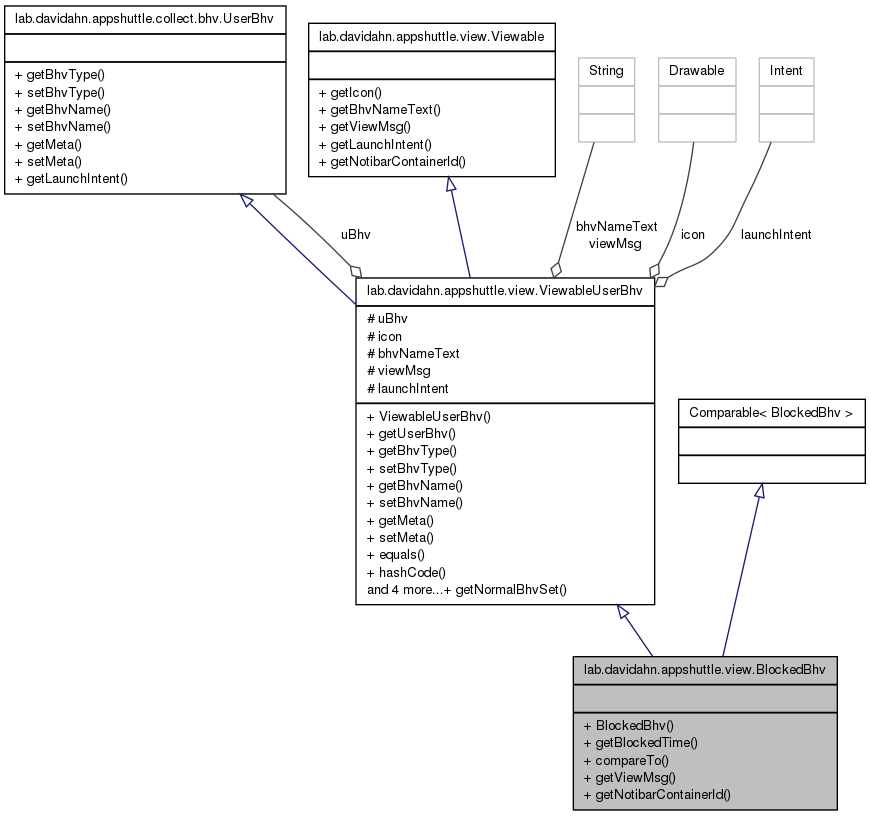 lab.davidahn.appshuttle.collect.bhv.UserBhv
+ getBhvType()
+ setBhvType()
+ getBhvName()
+ setBhvName()
+ getMeta()
+ setMeta()
+ getLaunchIntent()
lab.davidahn.appshuttle.view.Viewable
+ getIcon()
+ getBhvNameText()
+ getViewMsg()
+ getLaunchIntent()
+ getNotibarContainerId()
String
Drawable
Intent
uBhv
bhvNameText
viewMsg
icon
launchIntent
lab.davidahn.appshuttle.view.ViewableUserBhv
# uBhv
# icon
# bhvNameText
# viewMsg
# launchIntent
+ ViewableUserBhv()
+ getUserBhv()
+ getBhvType()
+ setBhvType()
+ getBhvName()
+ setBhvName()
+ getMeta()
+ setMeta()
+ equals()
+ hashCode()
and 4 more...+ getNormalBhvSet()
Comparable< BlockedBhv >
lab.davidahn.appshuttle.view.BlockedBhv
+ BlockedBhv()
+ getBlockedTime()
+ compareTo()
+ getViewMsg()
+ getNotibarContainerId()